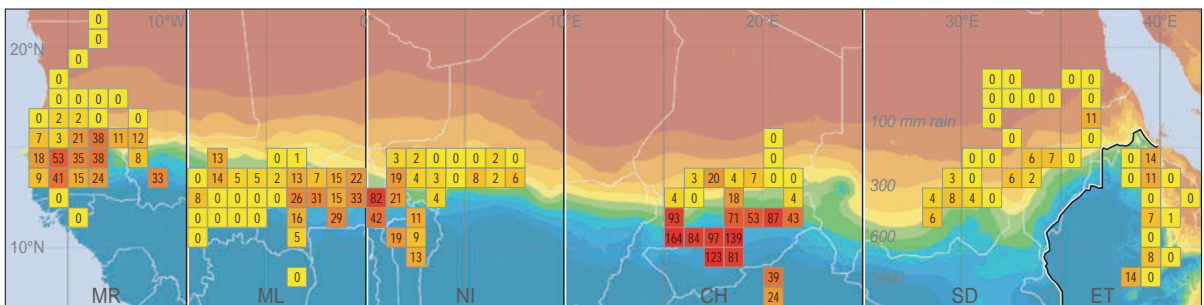 10°W 0° 10°E 20°E 30°E 40°E
0
20°N 0
0
0 0 0 0 0
0 0 0 0 0 0 0 0 0
0 2 2 0 0 100 mm rain 0 11
7 3 21 38 11 12 0 0 0
18 53 35 38 8 13 0 1 3 2 0 0 0 2 0 0 0 0 6 7 0 0 14
9 41 15 24 33 0 14 5 5 2 13 7 15 22 19 4 3 0 8 2 6 3 20 4 7 0 0 3 0 6 2 11 0
300
0 8 0 0 0 0 26 31 15 33 82 21 4 4 0 18 4 4 8 4 0 0 0
0 0 0 0 0 16 29 42 11 93 71 53 87 43 6 7 1
0 5 19 9 164 84 97 139 600 0
10°N
13 123 81 8 0
0 39 1000 14 0
MR ML NI CH 24 SD ET